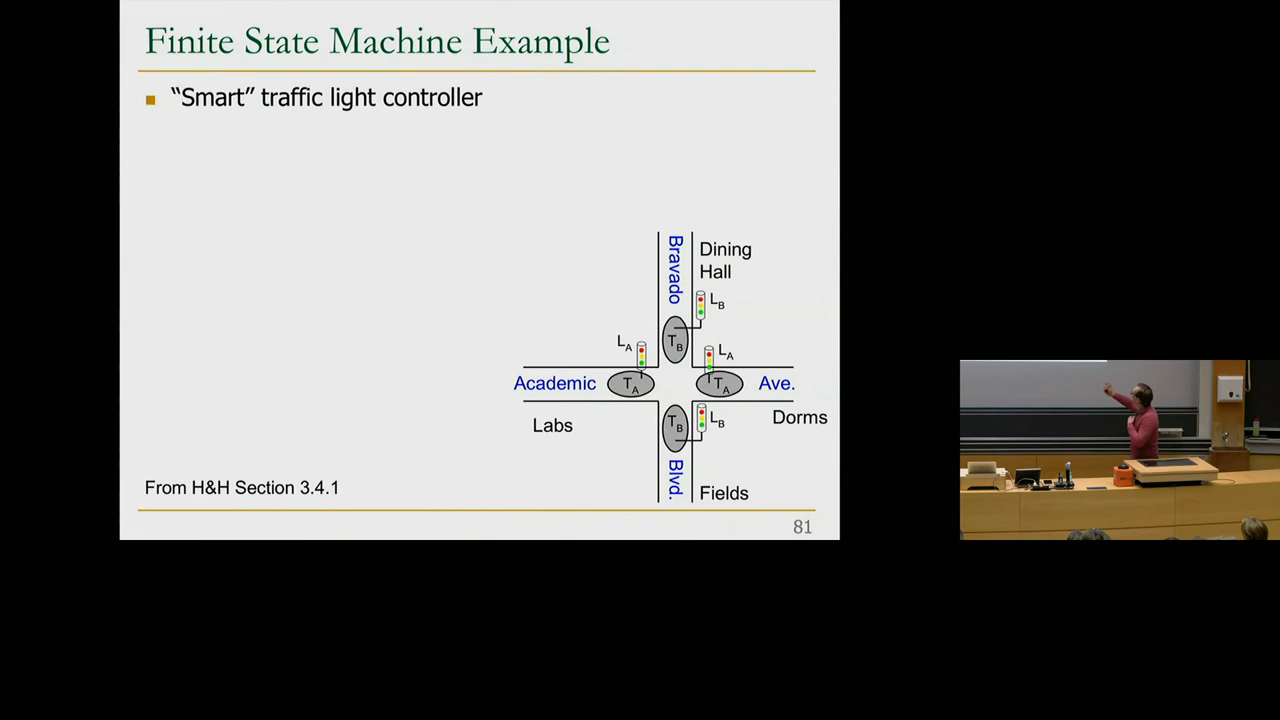 Finite State Machine Example
“Smart” traffic light controller
Bravado
Dining
Hall
LB
TB
LA
LA
Academic
TA
TA
Ave.
Labs
TB
LB
Dorms
Blvd.
Fields
From H&H Section 3.4.1
81